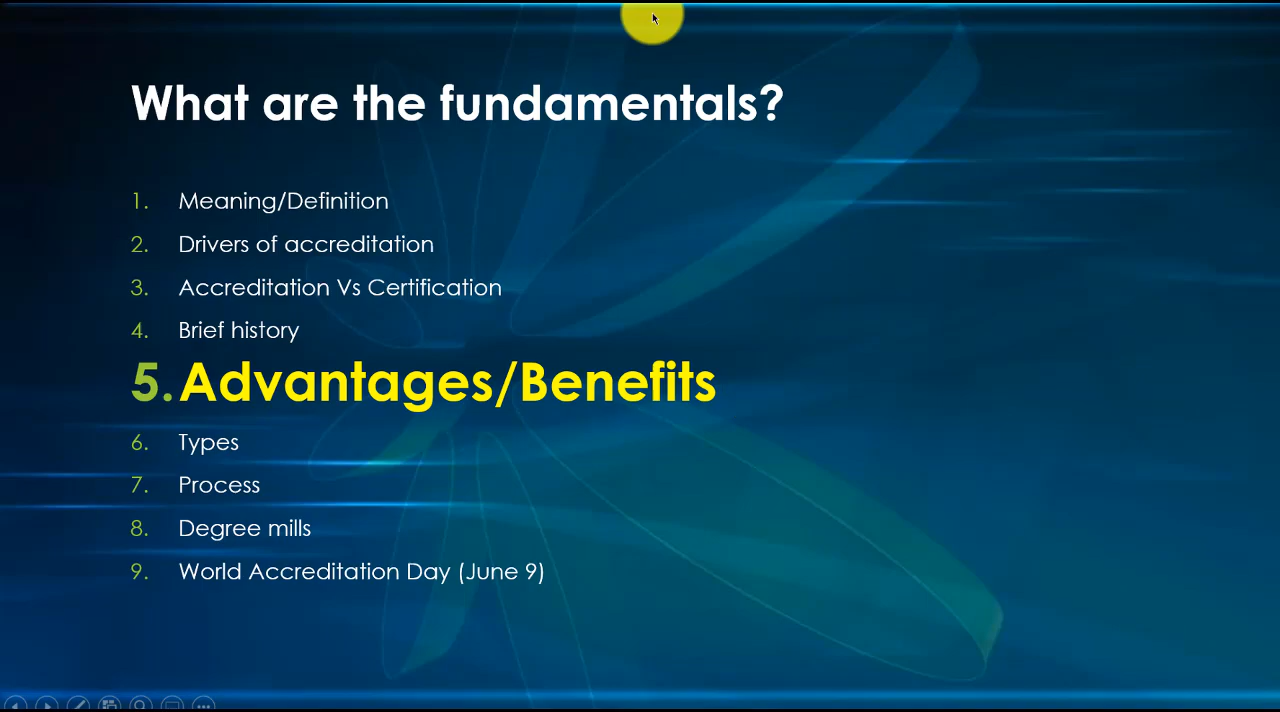 What are the fundamentals?
1. Meaning/Definition
2. Drivers of accreditation
3. Accreditation Vs Certification
4. Brief history
5. Advantages/Benefits
6. Types
7. Process
8. Degree mills
9. World Accreditation Day (June 9)